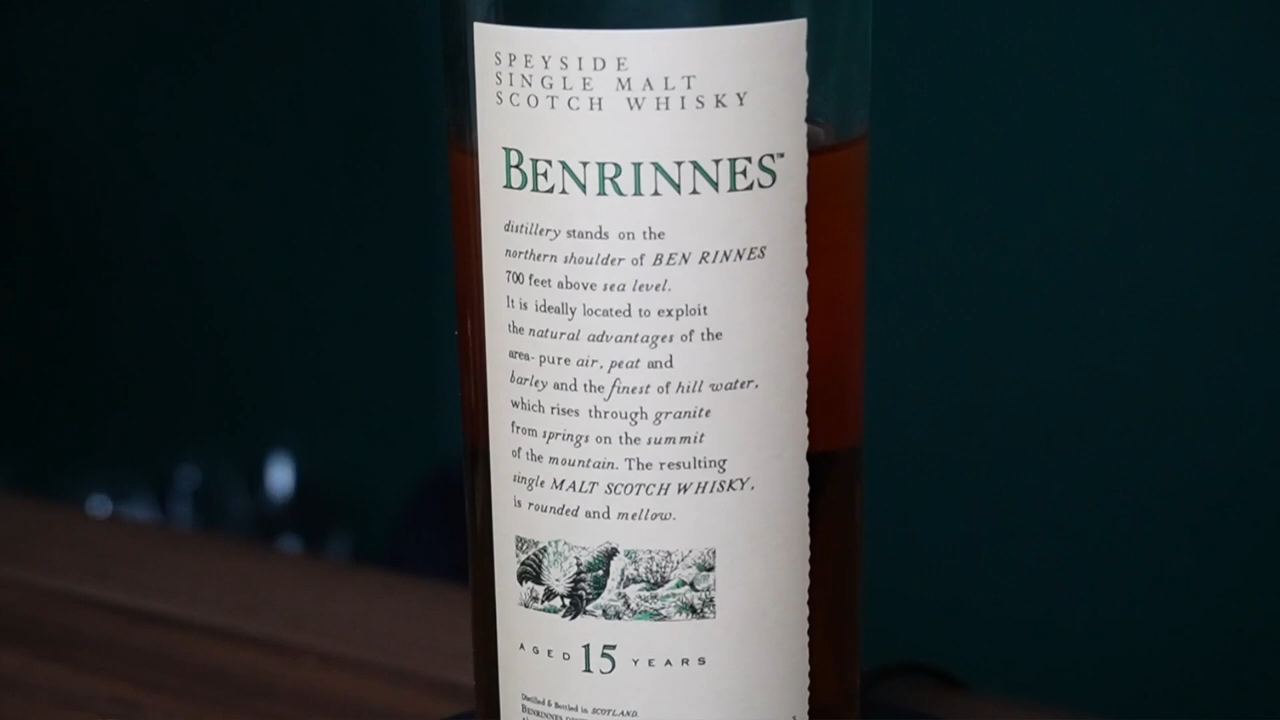 SPEYSIDE
SINGLE MALT
SCOTCH WHISKY
BENRINNES™
distillery stands on the
northern shoulder of BEN RINNES
700 feet above sea level.
It is ideally located to exploit
the natural advantages of the
area- pure air, peat and
barley and the finest of hill water,
which rises through granite
from springs on the summit
of the mountain. The resulting
single MALT SCOTCH WHISKY,
is rounded and mellow.
AGED 15 YEARS
Distilled & Bottled in SCOTLAND.
BENRINNES